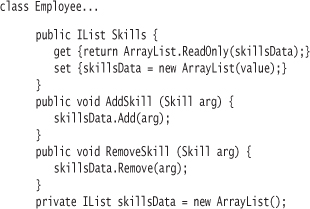 class Employee...
public IList Skills {
get {return ArrayList.ReadOnly(skillsData);}
set {skillsData = new ArrayList(value);}
}
public void AddSkill (Skill arg) {
skillsData.Add(arg);
}
public void RemoveSkill (Skill arg) {
skillsData.Remove(arg);
}
private IList skillsData = new ArrayList();